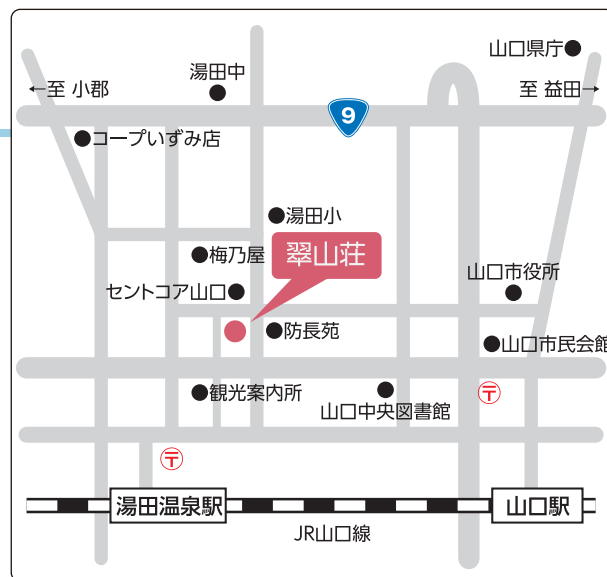 山口県庁
湯田中
←至 小郡
至 益田→
9
コープいずみ店
湯田小
翠山荘
梅乃屋
山口市役所
セントコア山口
防長苑
山口市民会館
観光案内所
山口中央図書館
〒
〒
湯田温泉駅
山口駅
JR山口線